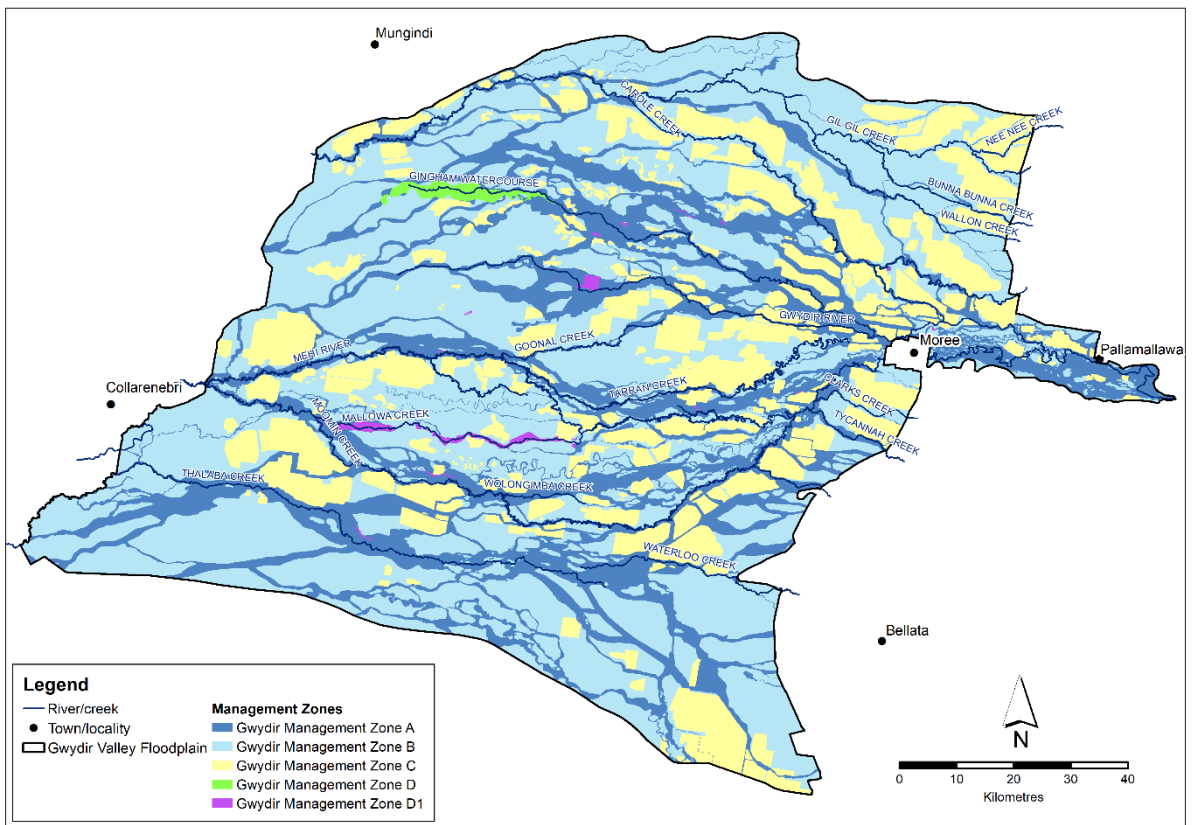 Mungindi
CAROLE CREEK
GIL GIL CREEK
NEE NEE CREEK
GINGHAM WATERCOURSE
BUNNA BUNNA CREEK
WALLON CREEK
GWYDIR RIVER
MEHI RIVER
GOONAL CREEK
Moree
Pallamallawa
Collarenebri
TARRAN CREEK
CLARKS CREEK
MOOMIN CREEK
MALLOWA CREEK
TYCANNAH CREEK
THALABA CREEK
WOLONGIMBA CREEK
WATERLOO CREEK
Bellata
Legend
River/creek
Town/locality
Gwydir Valley Floodplain
Management Zones
Gwydir Management Zone A
Gwydir Management Zone B
Gwydir Management Zone C
Gwydir Management Zone D
Gwydir Management Zone D1
N
0 10 20 30 40
Kilometres